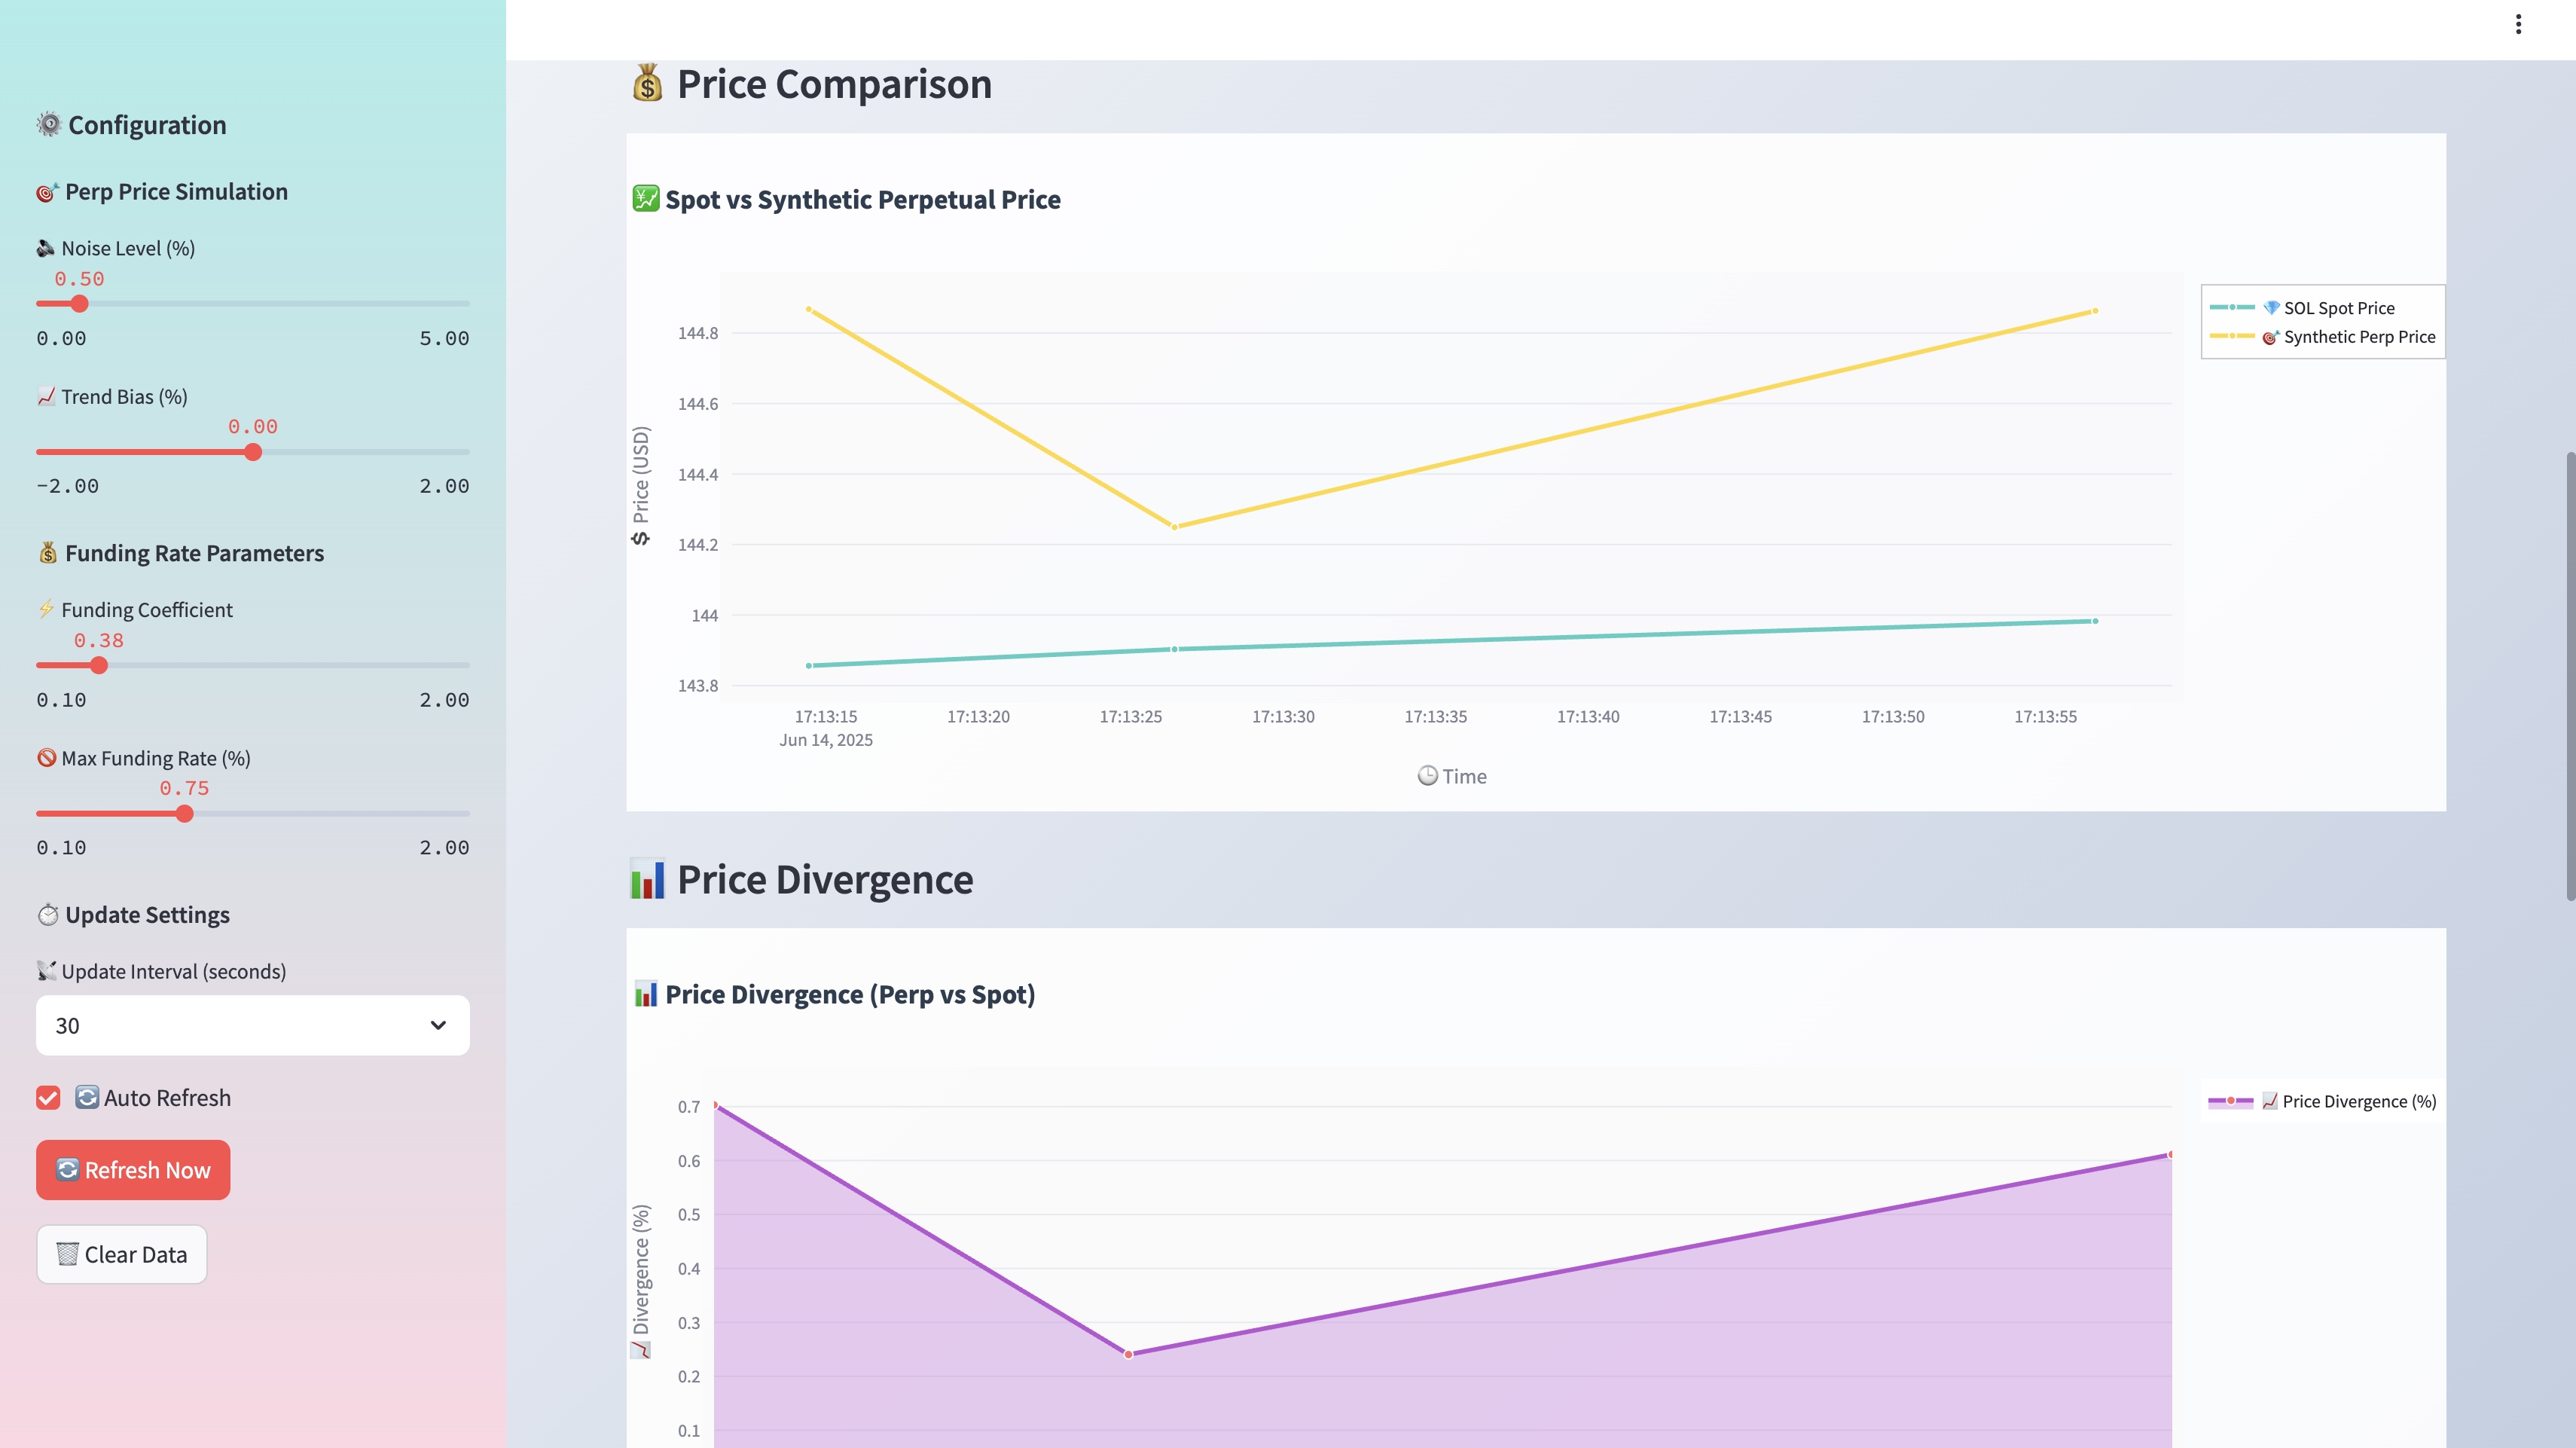 Configuration
Perp Price Simulation
Noise Level (%)
0.50
0.00 5.00
Trend Bias (%)
0.00
−2.00 2.00
Funding Rate Parameters
Funding Coefficient
0.38
0.10 2.00
Max Funding Rate (%)
0.75
0.10 2.00
Update Settings
Update Interval (seconds)
30
Auto Refresh
Refresh Now
Clear Data
Price Comparison
Spot vs Synthetic Perpetual Price
SOL Spot Price
Synthetic Perp Price
$ Price (USD)
144.8
144.6
144.4
144.2
144
143.8
17:13:15 17:13:20 17:13:25 17:13:30 17:13:35 17:13:40 17:13:45 17:13:50 17:13:55
Jun 14, 2025
Time
Price Divergence
Price Divergence (Perp vs Spot)
Price Divergence (%)
Divergence (%)
0.7
0.6
0.5
0.4
0.3
0.2
0.1